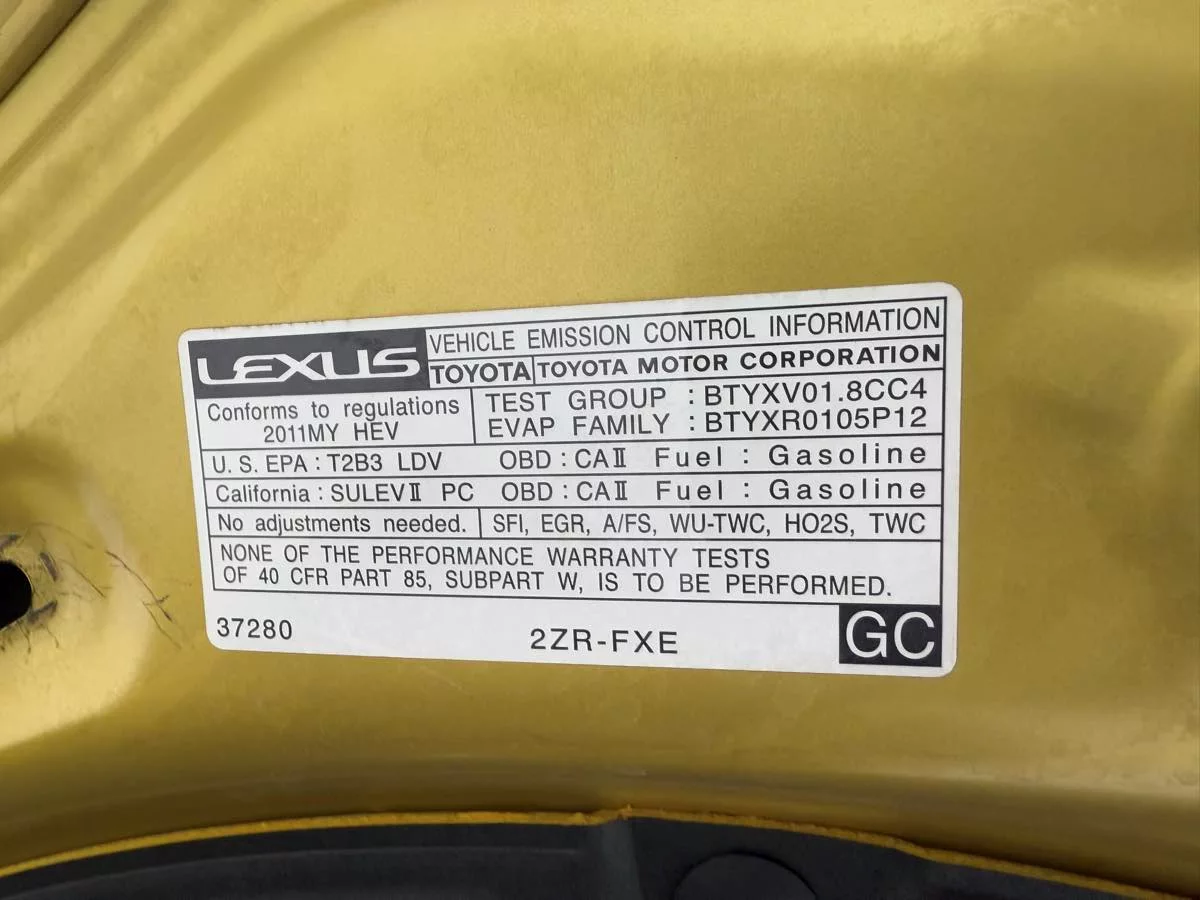 LEXUS VEHICLE EMISSION CONTROL INFORMATION
TOYOTA TOYOTA MOTOR CORPORATION
Conforms to regulations
2011MY HEV
TEST GROUP : BTYXV01.8CC4
EVAP FAMILY : BTYXR0105P12
U. S. EPA : T2B3 LDV OBD : CAⅡ Fuel : Gasoline
California : SULEVⅡ PC OBD : CAⅡ Fuel : Gasoline
No adjustments needed. SFI, EGR, A/FS, WU-TWC, HO2S, TWC
NONE OF THE PERFORMANCE WARRANTY TESTS
OF 40 CFR PART 85, SUBPART W, IS TO BE PERFORMED.
37280 2ZR-FXE GC